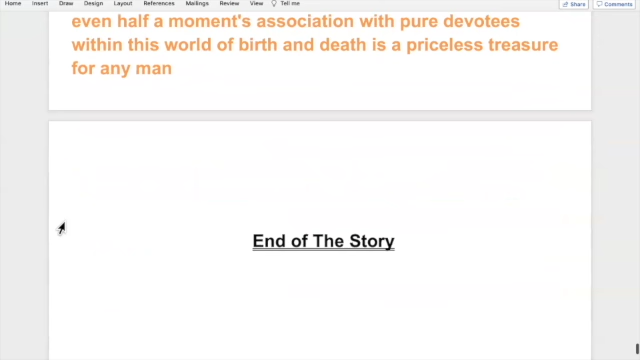 Home Insert Draw Design Layout References Mailings Review View Tell me Share Comments
even half a moment's association with pure devotees
within this world of birth and death is a priceless treasure
for any man
End of The Story